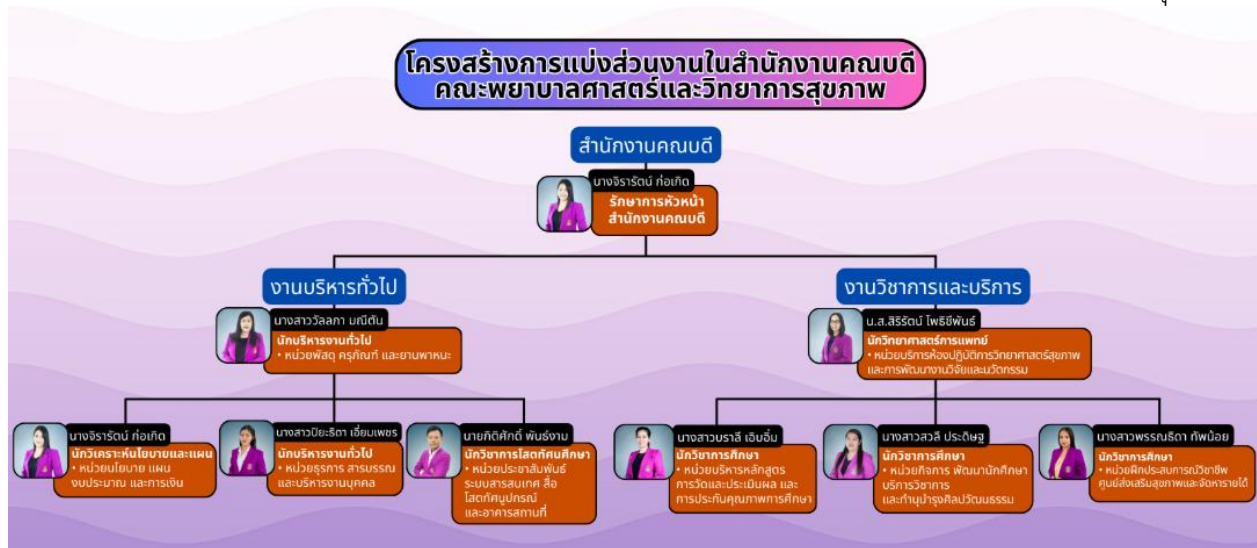 โครงสร้างการแบ่งส่วนงานในสำนักงานคณบดี
คณะพยาบาลศาสตร์และวิทยาการสุขภาพ
สำนักงานคณบดี
นางจิรารัตน์ ก่อเกิด
รักษาการหัวหน้า
สำนักงานคณบดี
งานบริหารทั่วไป
นางสาววัลลภา มณีตัน
นักบริหารงานทั่วไป
• หน่วยพัสดุ ครุภัณฑ์ และยานพาหนะ
งานวิชาการและบริการ
น.ส.สิริรัตน์ โพธิชีพันธ์
นักวิทยาศาสตร์การแพทย์
• หน่วยบริการห้องปฏิบัติการวิทยาศาสตร์สุขภาพ
และการพัฒนางานวิจัยและนวัตกรรม
นางจิรารัตน์ ก่อเกิด
นักวิเคราะห์นโยบายและแผน
• หน่วยนโยบาย แผน
งบประมาณ และการเงิน
นางสาวปิยะธิดา เอี่ยมเพชร
นักบริหารงานทั่วไป
• หน่วยธุรการ สารบรรณ
และบริหารงานบุคคล
นายกิติศักดิ์ พันธ์งาม
นักวิชาการโสตทัศนศึกษา
• หน่วยประชาสัมพันธ์
ระบบสารสนเทศ สื่อ
โสตทัศนูปกรณ์
และอาคารสถานที่
นางสาวบราลี เอิบอิ่ม
นักวิชาการศึกษา
• หน่วยบริหารหลักสูตร
การวัดและประเมินผล และ
การประกันคุณภาพการศึกษา
นางสาวสวลี ประดิษฐ
นักวิชาการศึกษา
• หน่วยกิจการ พัฒนานักศึกษา
บริการวิชาการ
และทำนุบำรุงศิลปวัฒนธรรม
นางสาวพรรณธิดา ทัพน้อย
นักวิชาการศึกษา
• หน่วยฝึกประสบการณ์วิชาชีพ
ศูนย์ส่งเสริมสุขภาพและจัดหารายได้